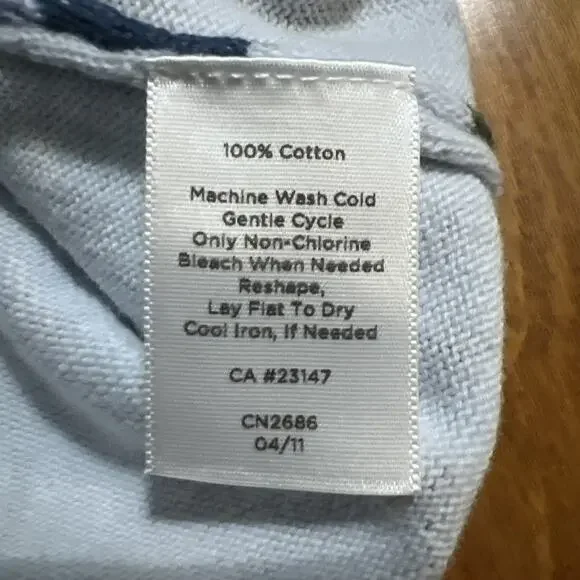 100% Cotton
Machine Wash Cold
Gentle Cycle
Only Non-Chlorine
Bleach When Needed
Reshape,
Lay Flat To Dry
Cool Iron, If Needed
CA #23147
CN2686
04/11